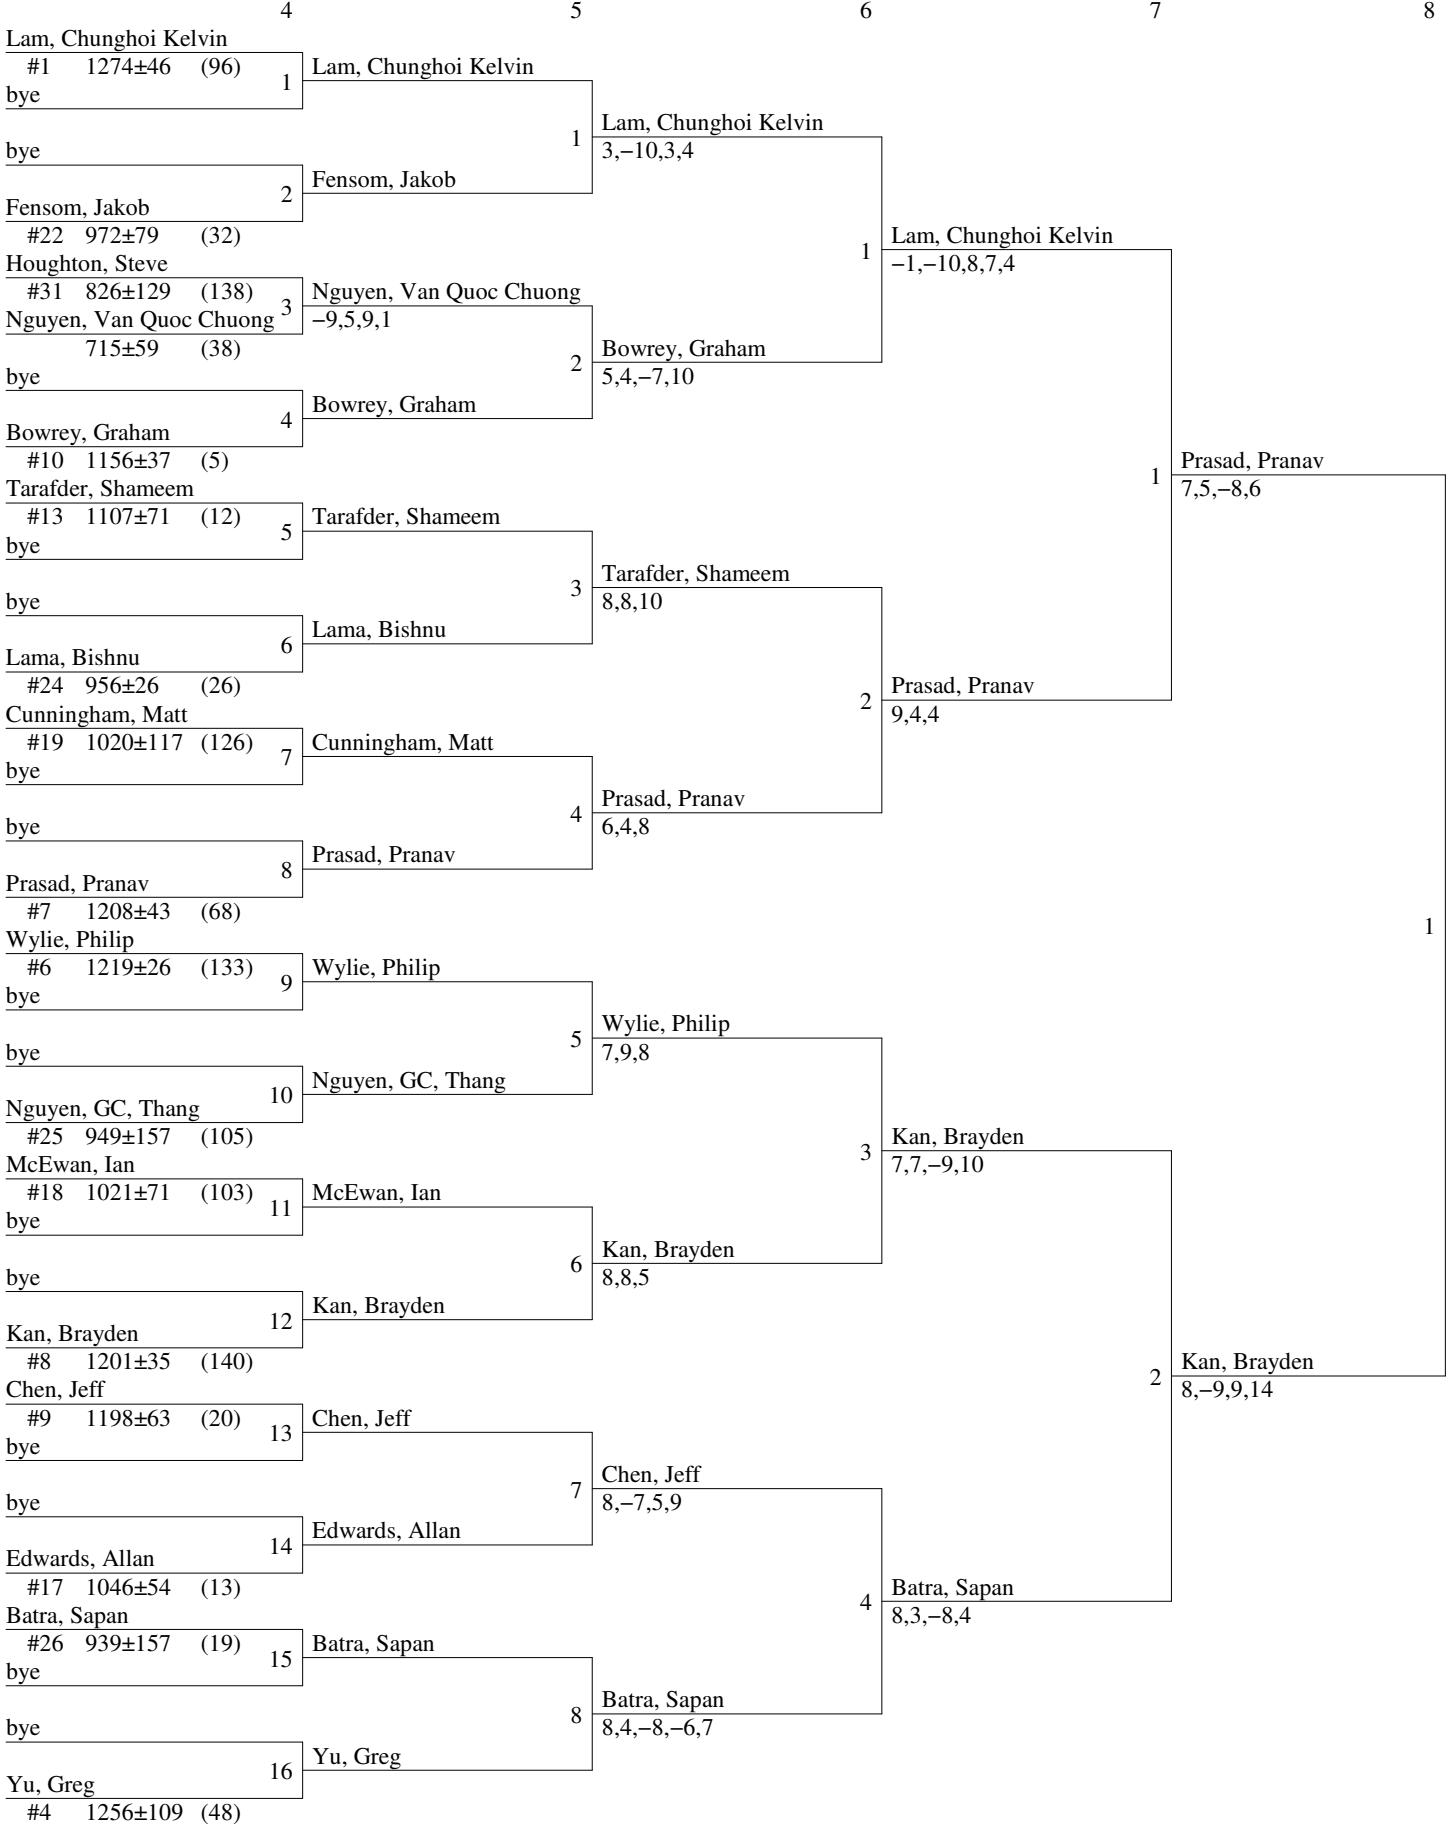 4 5 6 7 8
Lam, Chunghoi Kelvin
#1 1274±46 (96) 1 Lam, Chunghoi Kelvin
bye
1 Lam, Chunghoi Kelvin
3,−10,3,4
bye
2 Fensom, Jakob
Fensom, Jakob
#22 972±79 (32)
1 Lam, Chunghoi Kelvin
−1,−10,8,7,4
Houghton, Steve
#31 826±129 (138) 3 Nguyen, Van Quoc Chuong
Nguyen, Van Quoc Chuong −9,5,9,1
715±59 (38)
2 Bowrey, Graham
5,4,−7,10
bye
4 Bowrey, Graham
Bowrey, Graham
#10 1156±37 (5)
1 Prasad, Pranav
7,5,−8,6
Tarafder, Shameem
#13 1107±71 (12) 5 Tarafder, Shameem
bye
3 Tarafder, Shameem
8,8,10
bye
6 Lama, Bishnu
Lama, Bishnu
#24 956±26 (26)
2 Prasad, Pranav
9,4,4
Cunningham, Matt
#19 1020±117 (126) 7 Cunningham, Matt
bye
4 Prasad, Pranav
6,4,8
bye
8 Prasad, Pranav
Prasad, Pranav
#7 1208±43 (68)
1
Wylie, Philip
#6 1219±26 (133) 9 Wylie, Philip
bye
5 Wylie, Philip
7,9,8
bye
10 Nguyen, GC, Thang
Nguyen, GC, Thang
#25 949±157 (105)
3 Kan, Brayden
7,7,−9,10
McEwan, Ian
#18 1021±71 (103) 11 McEwan, Ian
bye
6 Kan, Brayden
8,8,5
bye
12 Kan, Brayden
Kan, Brayden
#8 1201±35 (140)
2 Kan, Brayden
8,−9,9,14
Chen, Jeff
#9 1198±63 (20) 13 Chen, Jeff
bye
7 Chen, Jeff
8,−7,5,9
bye
14 Edwards, Allan
Edwards, Allan
#17 1046±54 (13)
4 Batra, Sapan
8,3,−8,4
Batra, Sapan
#26 939±157 (19) 15 Batra, Sapan
bye
8 Batra, Sapan
8,4,−8,−6,7
bye
16 Yu, Greg
Yu, Greg
#4 1256±109 (48)